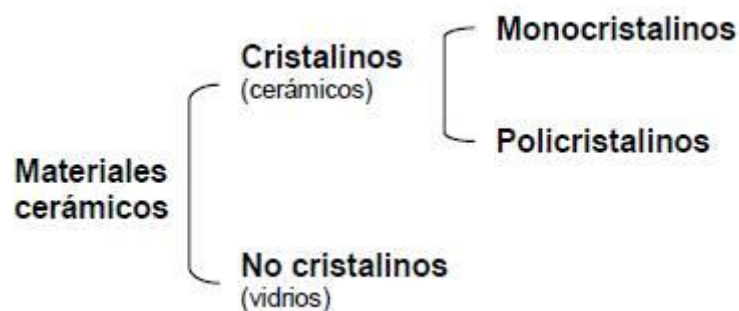 Materiales
cerámicos
Cristalinos
(cerámicos)
Monocristalinos
Policristalinos
No cristalinos
(vidrios)